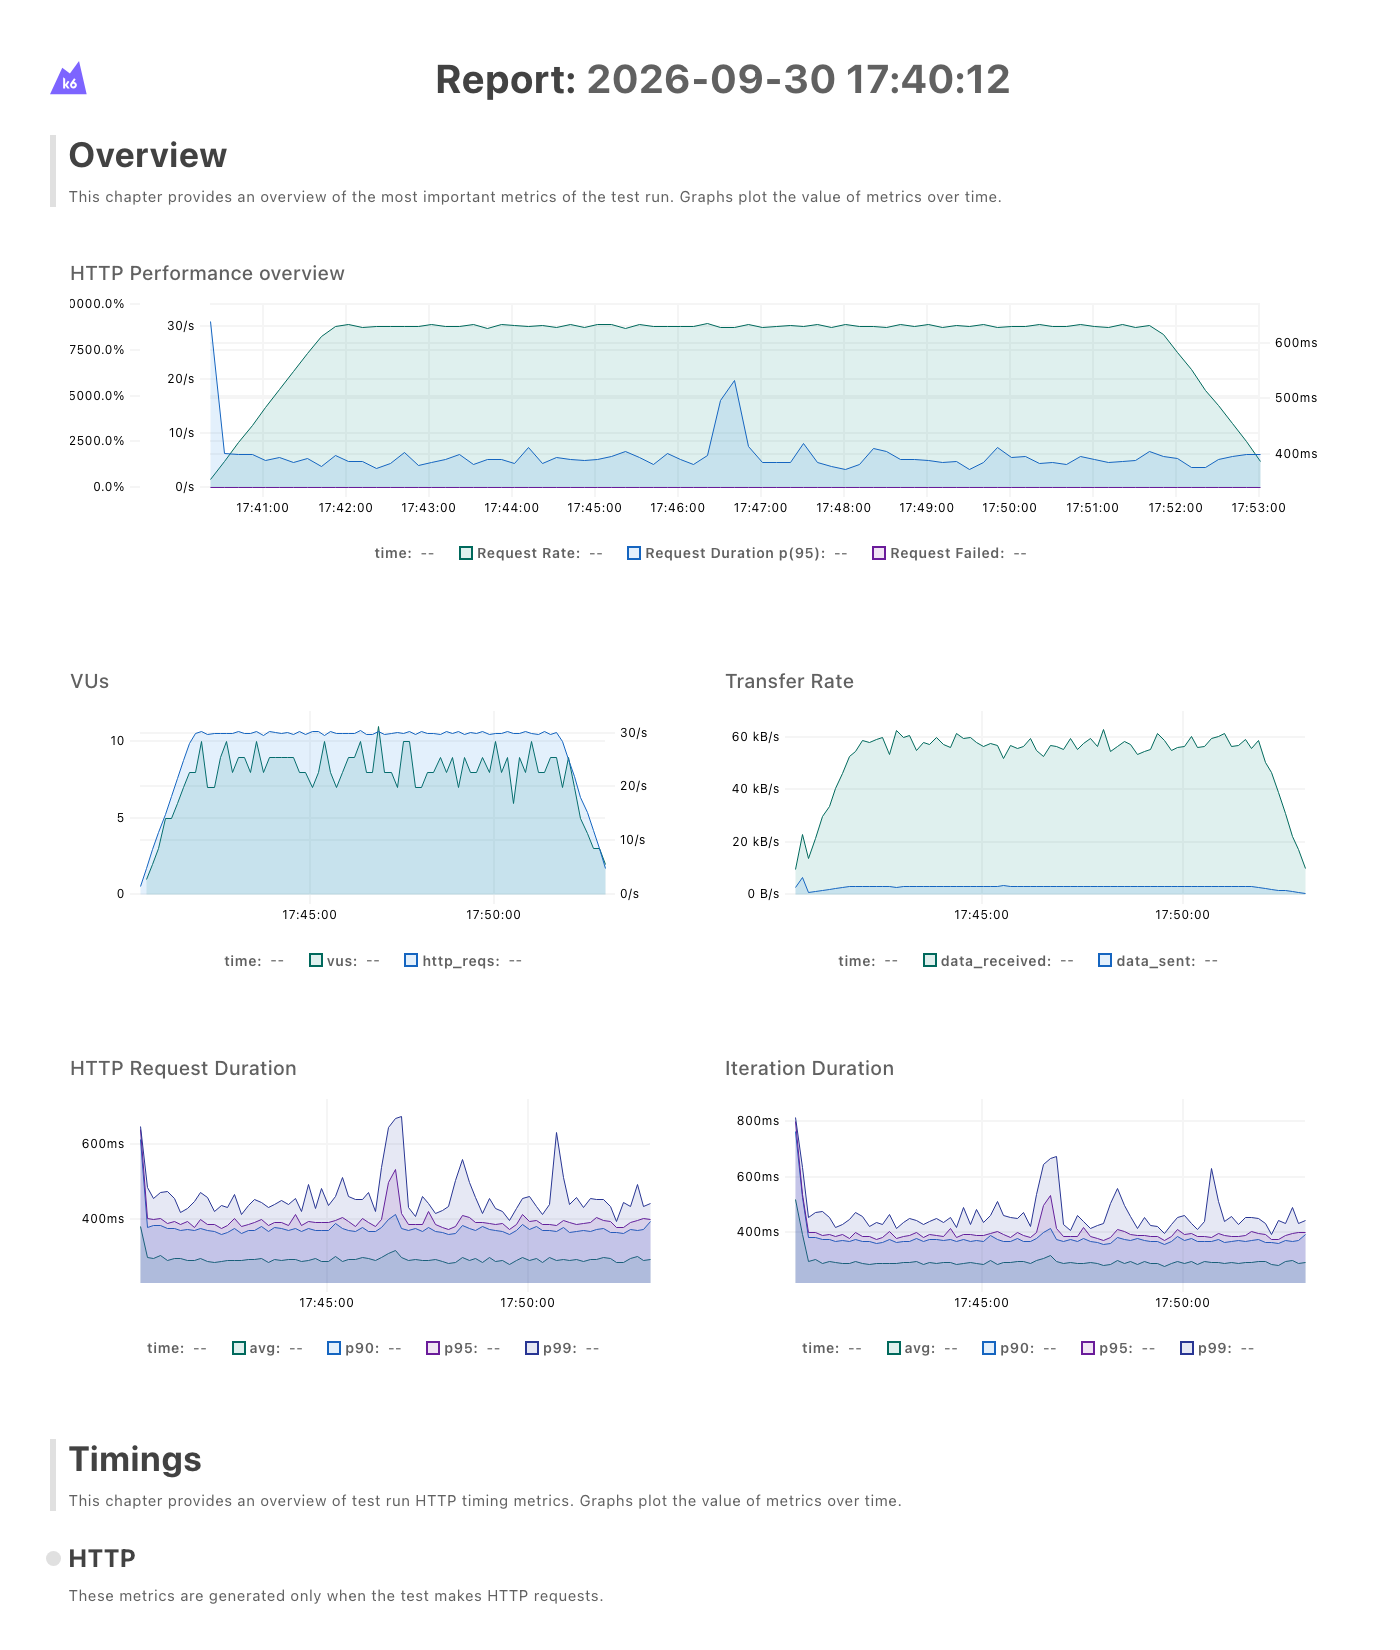 k6
Report: 2026-09-30 17:40:12
Overview
This chapter provides an overview of the most important metrics of the test run. Graphs plot the value of metrics over time.
HTTP Performance overview
0000.0%
7500.0%
5000.0%
2500.0%
0.0%
30/s
20/s
10/s
0/s
600ms
500ms
400ms
17:41:00 17:42:00 17:43:00 17:44:00 17:45:00 17:46:00 17:47:00 17:48:00 17:49:00 17:50:00 17:51:00 17:52:00 17:53:00
time: -- Request Rate: -- Request Duration p(95): -- Request Failed: --
VUs
10
5
0
30/s
20/s
10/s
0/s
17:45:00 17:50:00
time: -- vus: -- http_reqs: --
Transfer Rate
60 kB/s
40 kB/s
20 kB/s
0 B/s
17:45:00 17:50:00
time: -- data_received: -- data_sent: --
HTTP Request Duration
600ms
400ms
17:45:00 17:50:00
time: -- avg: -- p90: -- p95: -- p99: --
Iteration Duration
800ms
600ms
400ms
17:45:00 17:50:00
time: -- avg: -- p90: -- p95: -- p99: --
Timings
This chapter provides an overview of test run HTTP timing metrics. Graphs plot the value of metrics over time.
HTTP
These metrics are generated only when the test makes HTTP requests.